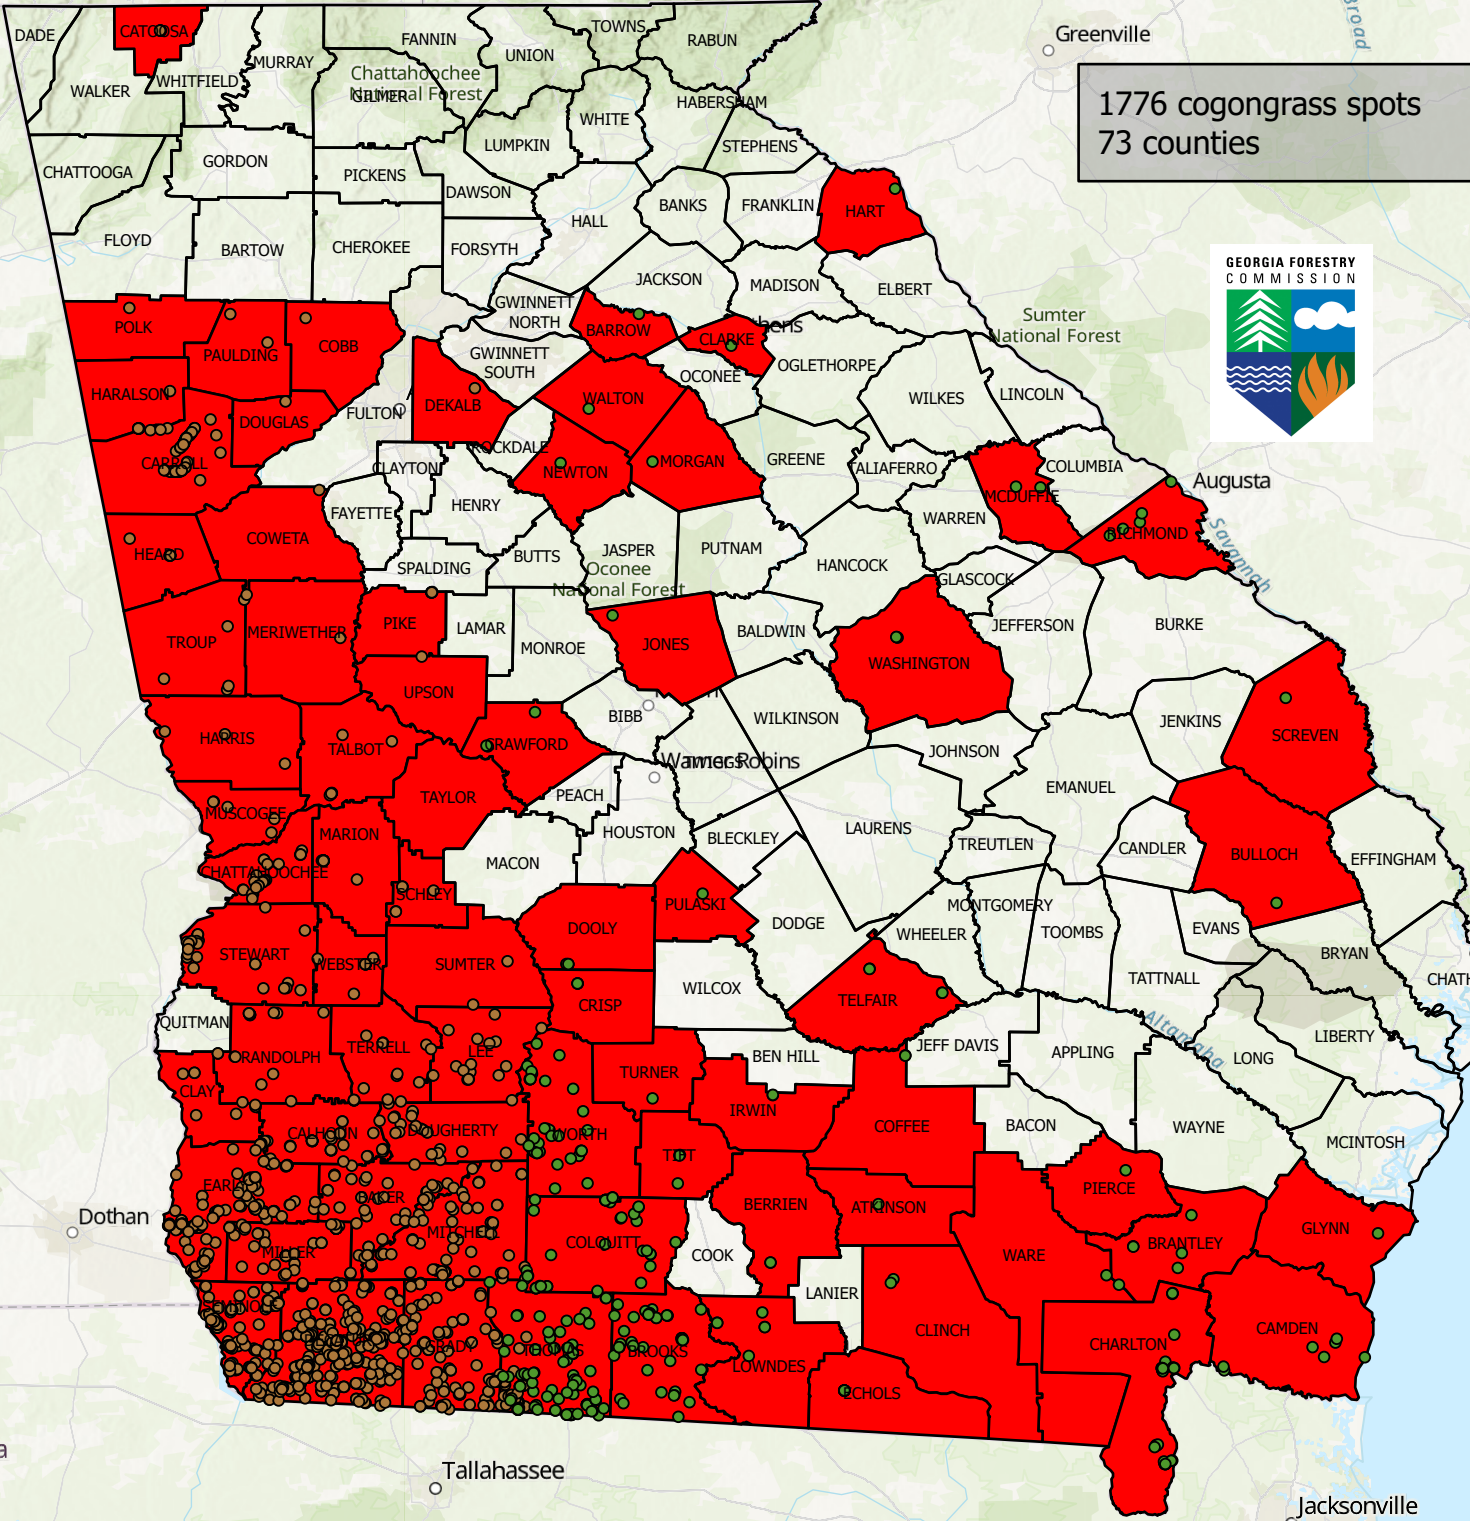 DADE
CATOOSA
FANNIN
TOWNS
RABUN
UNION
Greenville
Broad
WALKER
WHITFIELD
MURRAY
Chattahoochee
National Forest
GILMER
HABERSHAM
WHITE
1776 cogongrass spots
73 counties
LUMPKIN
STEPHENS
CHATTOOGA
GORDON
PICKENS
DAWSON
BANKS
FRANKLIN
HART
HALL
FLOYD
BARTOW
CHEROKEE
FORSYTH
GEORGIA FORESTRY
COMMISSION
JACKSON
MADISON
ELBERT
GWINNETT
NORTH
POLK
BARROW
CLARKE
hens
Sumter
National Forest
PAULDING
COBB
GWINNETT
SOUTH
OCONEE
OGLETHORPE
HARALSON
DEKALB
WALTON
WILKES
LINCOLN
FULTON
DOUGLAS
ROCKDALE
CARROLL
CLAYTON
NEWTON
MORGAN
GREENE
TALIAFERRO
COLUMBIA
Augusta
MCDUFFIE
HENRY
FAYETTE
WARREN
RICHMOND
Savannah
COWETA
HEARD
BUTTS
JASPER
PUTNAM
SPALDING
Oconee
National Forest
HANCOCK
GLASCOCK
PIKE
LAMAR
TROUP
MERIWETHER
MONROE
JONES
BALDWIN
JEFFERSON
BURKE
WASHINGTON
UPSON
BIBB
WILKINSON
JENKINS
SCREVEN
HARRIS
TALBOT
CRAWFORD
Warner Robins
TWIGGS
JOHNSON
TAYLOR
PEACH
EMANUEL
MUSCOGEE
MARION
HOUSTON
BLECKLEY
LAURENS
TREUTLEN
CANDLER
BULLOCH
EFFINGHAM
CHATTAHOOCHEE
MACON
SCHLEY
PULASKI
MONTGOMERY
DOOLY
DODGE
WHEELER
TOOMBS
EVANS
BRYAN
STEWART
WEBSTER
SUMTER
TATTNALL
CHATH
WILCOX
CRISP
TELFAIR
QUITMAN
Altamaha
LIBERTY
RANDOLPH
TERRELL
LEE
BEN HILL
JEFF DAVIS
APPLING
LONG
TURNER
CLAY
IRWIN
COFFEE
BACON
WAYNE
MCINTOSH
CALHOUN
DOUGHERTY
WORTH
TIFT
EARLY
BAKER
BERRIEN
ATKINSON
PIERCE
Dothan
MITCHELL
COLQUITT
COOK
WARE
BRANTLEY
GLYNN
MILLER
LANIER
SEMINOLE
DECATUR
GRADY
THOMAS
BROOKS
LOWNDES
CLINCH
CHARLTON
CAMDEN
ECHOLS
a
Tallahassee
Jacksonville